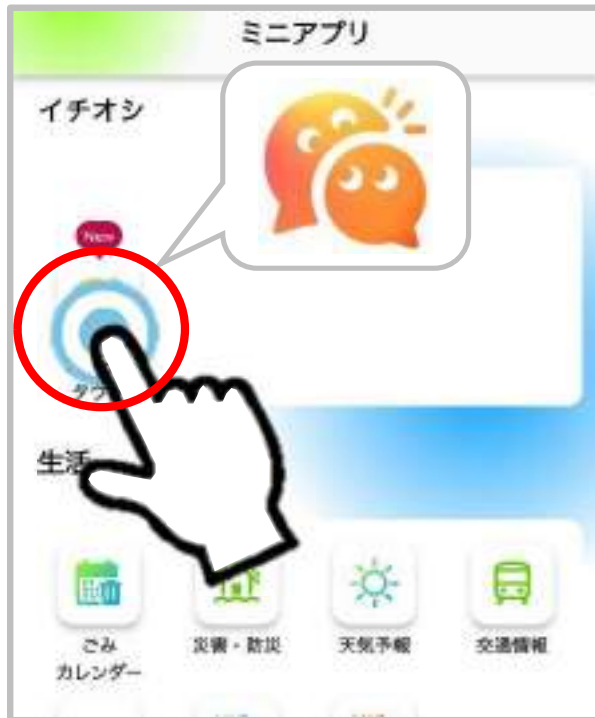 ミニアプリ
イチオシ
New
生活
ごみ
カレンダー
災害・防災
天気予報
交通情報